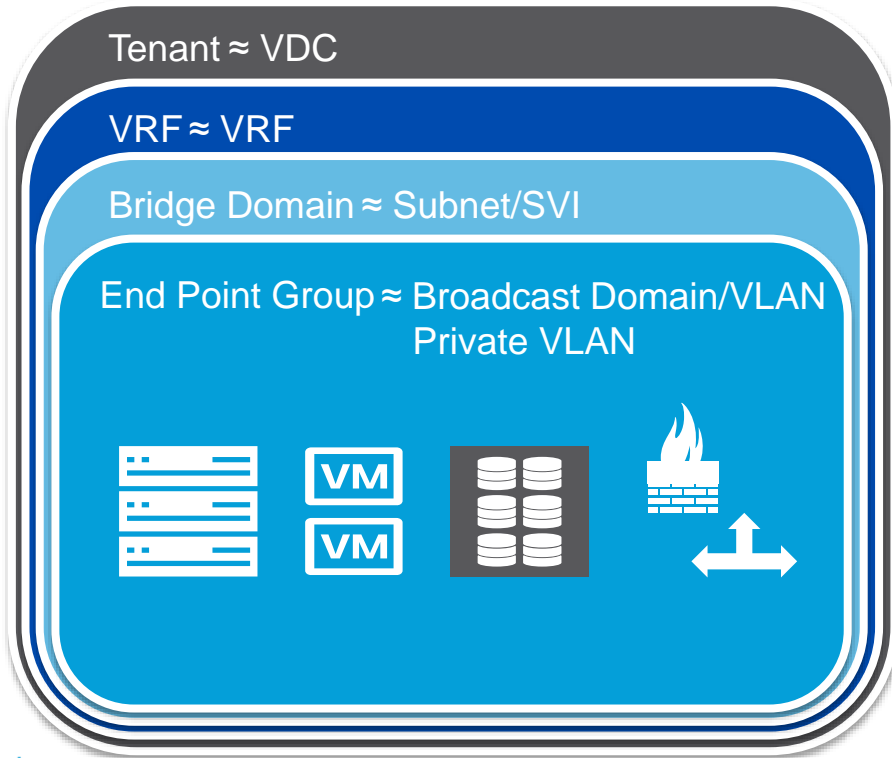 Tenant ≈ VDC
VRF ≈ VRF
Bridge Domain ≈ Subnet/SVI
End Point Group ≈ Broadcast Domain/VLAN
Private VLAN
VM
VM